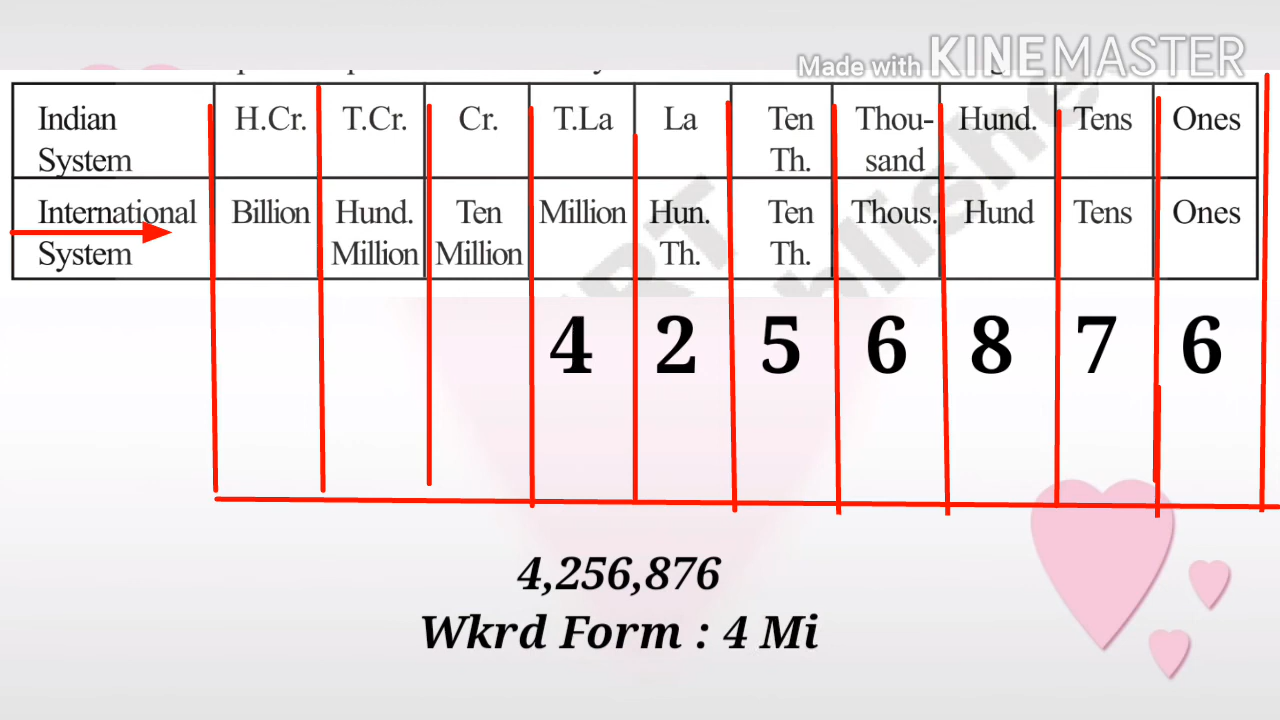 Made with KINEMASTER
Indian System H.Cr. T.Cr. Cr. T.La La Ten Th. Thou-sand Hund. Tens Ones
International System Billion Hund. Million Ten Million Million Hun. Th. Ten Th. Thous. Hund Tens Ones
4 2 5 6 8 7 6
4,256,876
Wkrd Form : 4 Mi